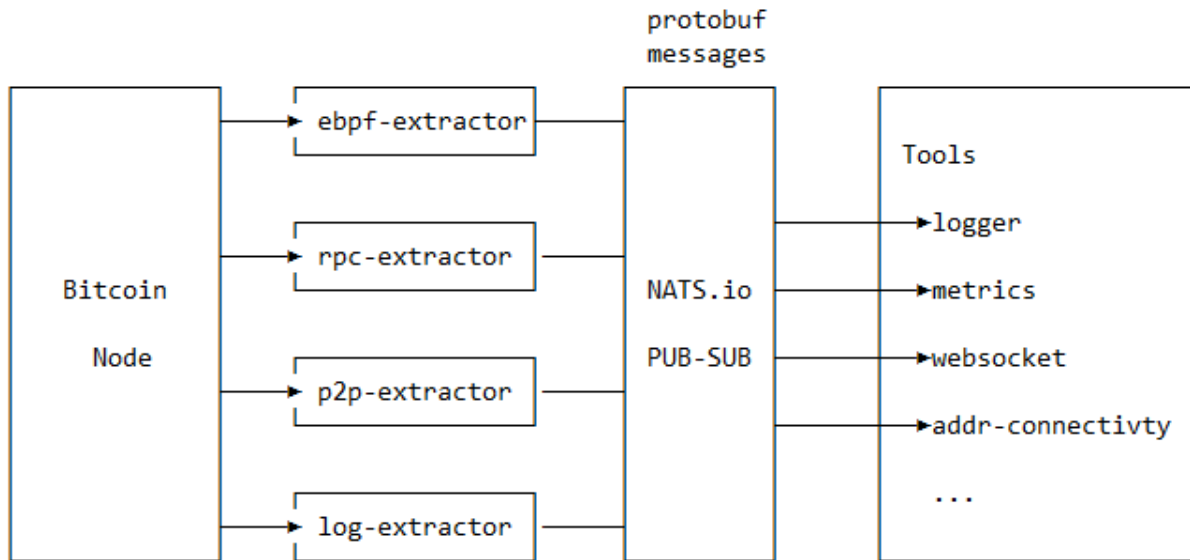 protobuf
messages
ebpf-extractor
Tools
logger
rpc-extractor
Bitcoin
NATS.io
metrics
Node
PUB-SUB
websocket
p2p-extractor
addr-connectivty
...
log-extractor